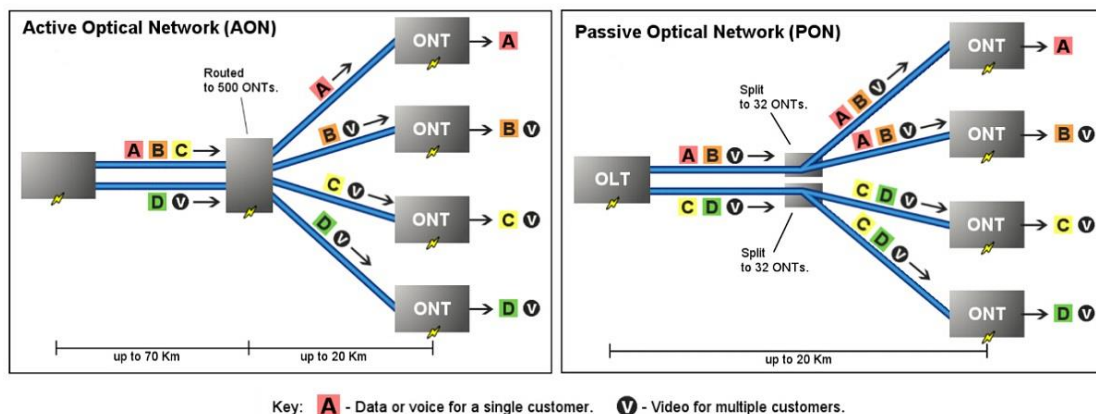 Active Optical Network (AON)
Routed
to 500 ONTs.
A B C
D V
A
B V
C V
D V
ONT
A
ONT
B V
ONT
C V
ONT
D V
up to 70 Km
up to 20 Km
Passive Optical Network (PON)
Split
to 32 ONTs.
OLT
A B V
C D V
A B V
A B V
C D V
C D V
Split
to 32 ONTs.
ONT
A
ONT
B V
ONT
C V
ONT
D V
up to 20 Km
Key: A - Data or voice for a single customer. V - Video for multiple customers.